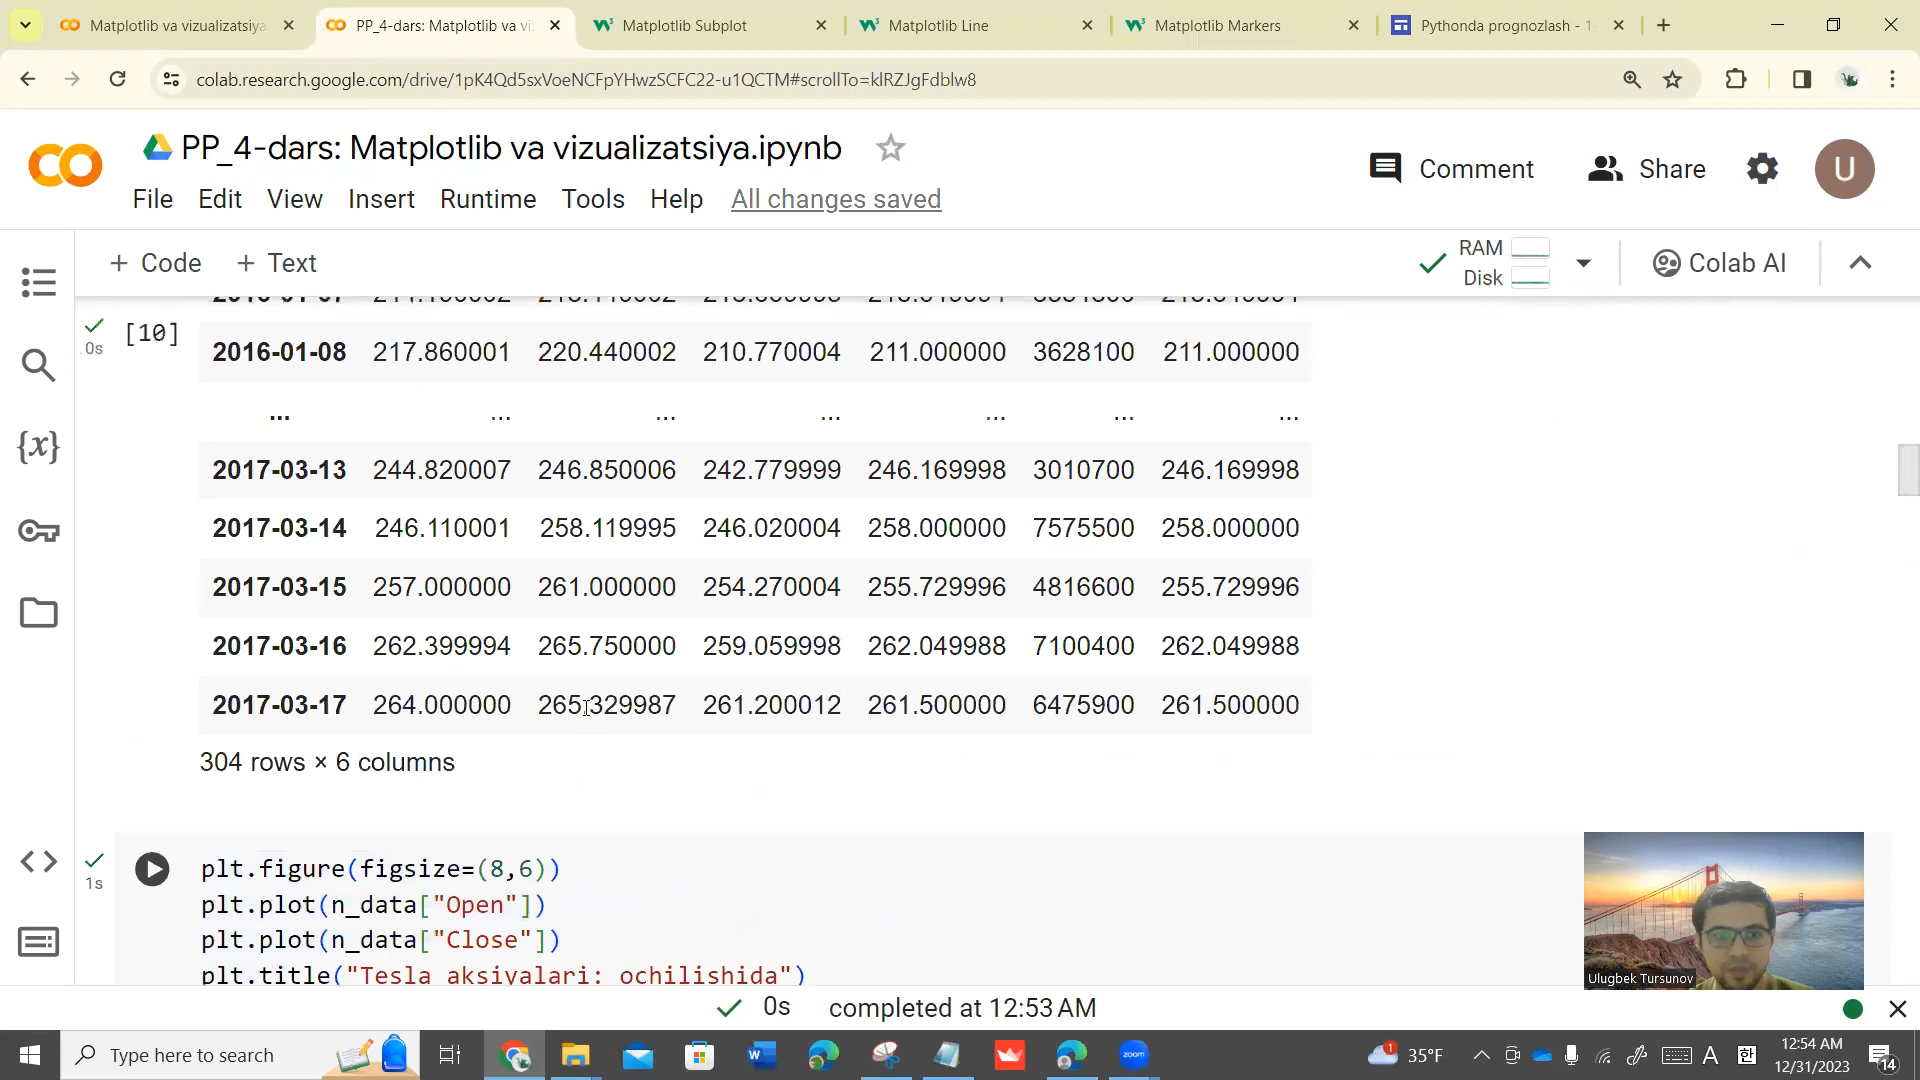 Matplotlib va vizualizatsiya
PP_4-dars: Matplotlib va vi
Matplotlib Subplot
Matplotlib Line
Matplotlib Markers
Pythonda prognozlash - 1
colab.research.google.com/drive/1pK4Qd5sxVoeNCFpYHwzSCFC22-u1QCTM#scrollTo=klRZJgFdblw8
CO
PP_4-dars: Matplotlib va vizualizatsiya.ipynb
Comment
Share
U
File Edit View Insert Runtime Tools Help All changes saved
+ Code + Text
RAM
Disk
Colab AI
{x}
[10]
0s
2016-01-08 217.860001 220.440002 210.770004 211.000000 3628100 211.000000
... ... ... ... ... ... ...
2017-03-13 244.820007 246.850006 242.779999 246.169998 3010700 246.169998
2017-03-14 246.110001 258.119995 246.020004 258.000000 7575500 258.000000
2017-03-15 257.000000 261.000000 254.270004 255.729996 4816600 255.729996
2017-03-16 262.399994 265.750000 259.059998 262.049988 7100400 262.049988
2017-03-17 264.000000 265.329987 261.200012 261.500000 6475900 261.500000
304 rows × 6 columns
1s
plt.figure(figsize=(8,6))
plt.plot(n_data["Open"])
plt.plot(n_data["Close"])
plt.title("Tesla aksiyalari: ochilishida")
Ulugbek Tursunov
0s completed at 12:53 AM
Type here to search
zoom
1
35°F
A
한
12:54 AM
12/31/2023
14